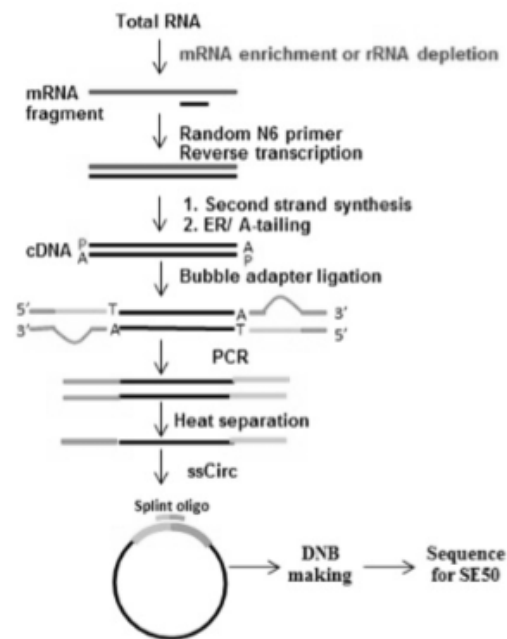 Total RNA
mRNA enrichment or rRNA depletion
mRNA
fragment
Random N6 primer
Reverse transcription
1. Second strand synthesis
2. ER/ A-tailing
cDNA
P
A
A
P
Bubble adapter ligation
5'
T
A
3'
3'
A
T
5'
PCR
Heat separation
ssCirc
Splint oligo
DNB
making
Sequence
for SE50